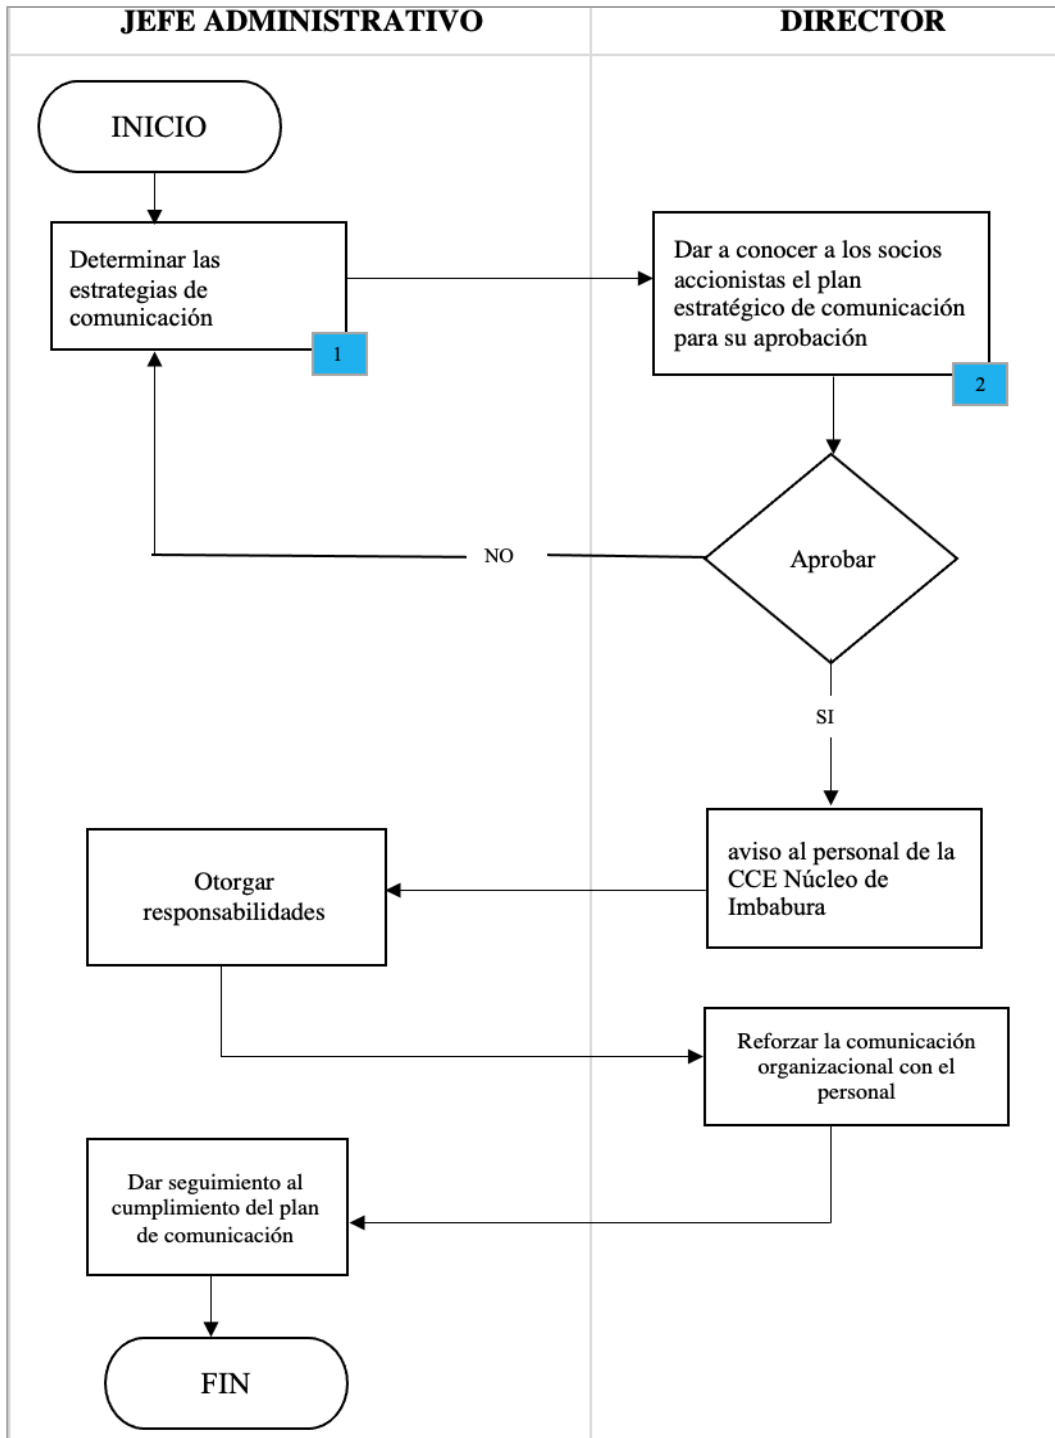 JEFE ADMINISTRATIVO
DIRECTOR
INICIO
Determinar las
estrategias de
comunicación
1
Dar a conocer a los socios
accionistas el plan
estratégico de comunicación
para su aprobación
2
Aprobar
NO
SI
aviso al personal de la
CCE Núcleo de
Imbabura
Otorgar
responsabilidades
Reforzar la comunicación
organizacional con el
personal
Dar seguimiento al
cumplimiento del plan
de comunicación
FIN